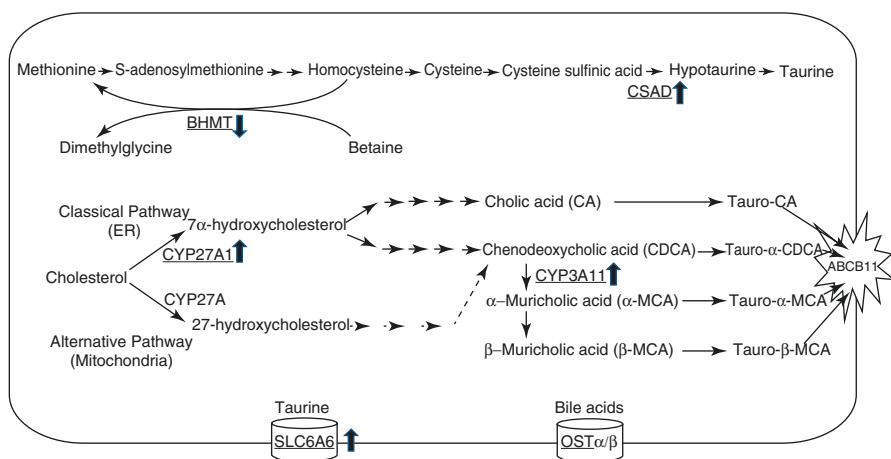 Methionine S-adenosylmethionine Homocysteine Cysteine Cysteine sulfinic acid Hypotaurine Taurine
CSAD
BHMT
Dimethylglycine Betaine
Classical Pathway
(ER)
7α-hydroxycholesterol
Cholic acid (CA) Tauro-CA
CYP27A1
Chenodeoxycholic acid (CDCA) Tauro-α-CDCA
ABCB11
Cholesterol
CYP3A11
CYP27A
α–Muricholic acid (α-MCA) Tauro-α-MCA
27-hydroxycholesterol
Alternative Pathway
(Mitochondria)
β–Muricholic acid (β-MCA) Tauro-β-MCA
Taurine Bile acids
SLC6A6 OSTα/β